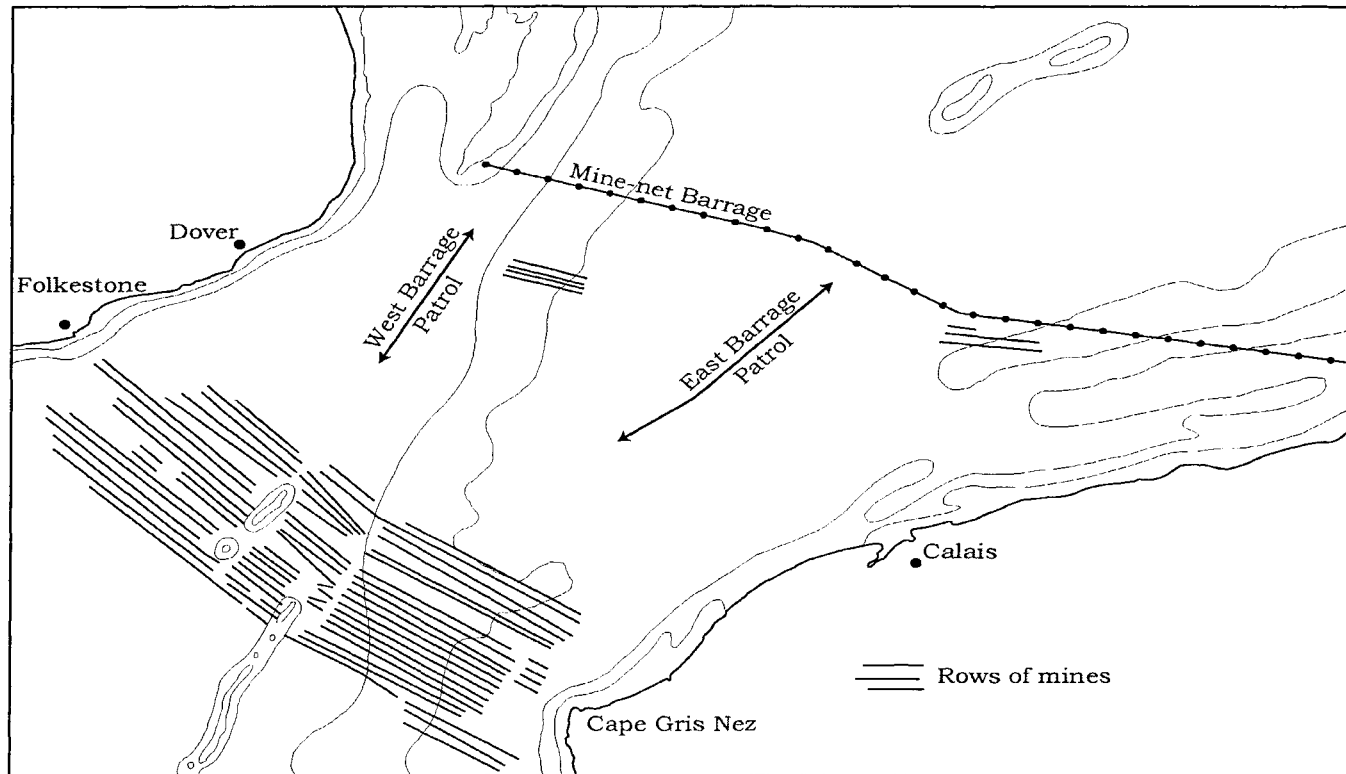 Mine-net Barrage
Dover
West Barrage
Patrol
Folkestone
East Barrage
Patrol
Calais
Rows of mines
Cape Gris Nez